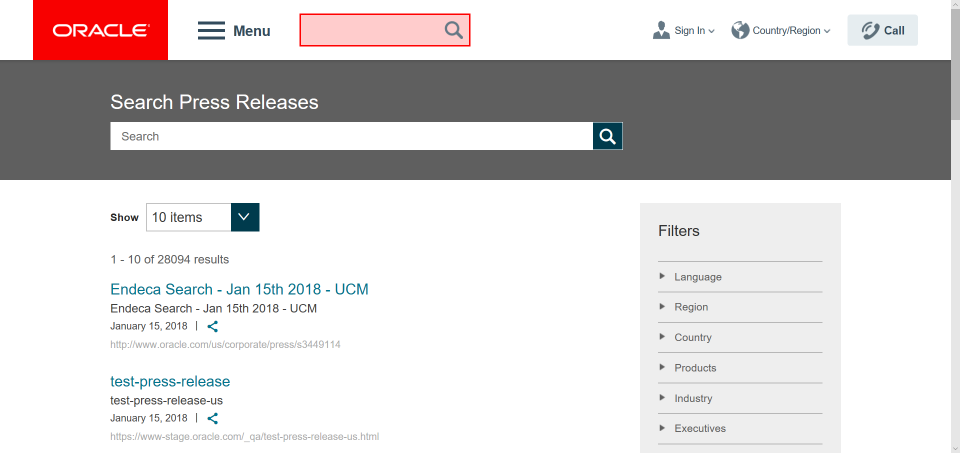 ORACLE
Menu
Sign In
Country/Region
Call
Search Press Releases
Search
Show
10 items
1 - 10 of 28094 results
Endeca Search - Jan 15th 2018 - UCM
Endeca Search - Jan 15th 2018 - UCM
January 15, 2018 |
http://www.oracle.com/us/corporate/press/s3449114
test-press-release
test-press-release-us
January 15, 2018 |
https://www-stage.oracle.com/_qa/test-press-release-us.html
Filters
Language
Region
Country
Products
Industry
Executives